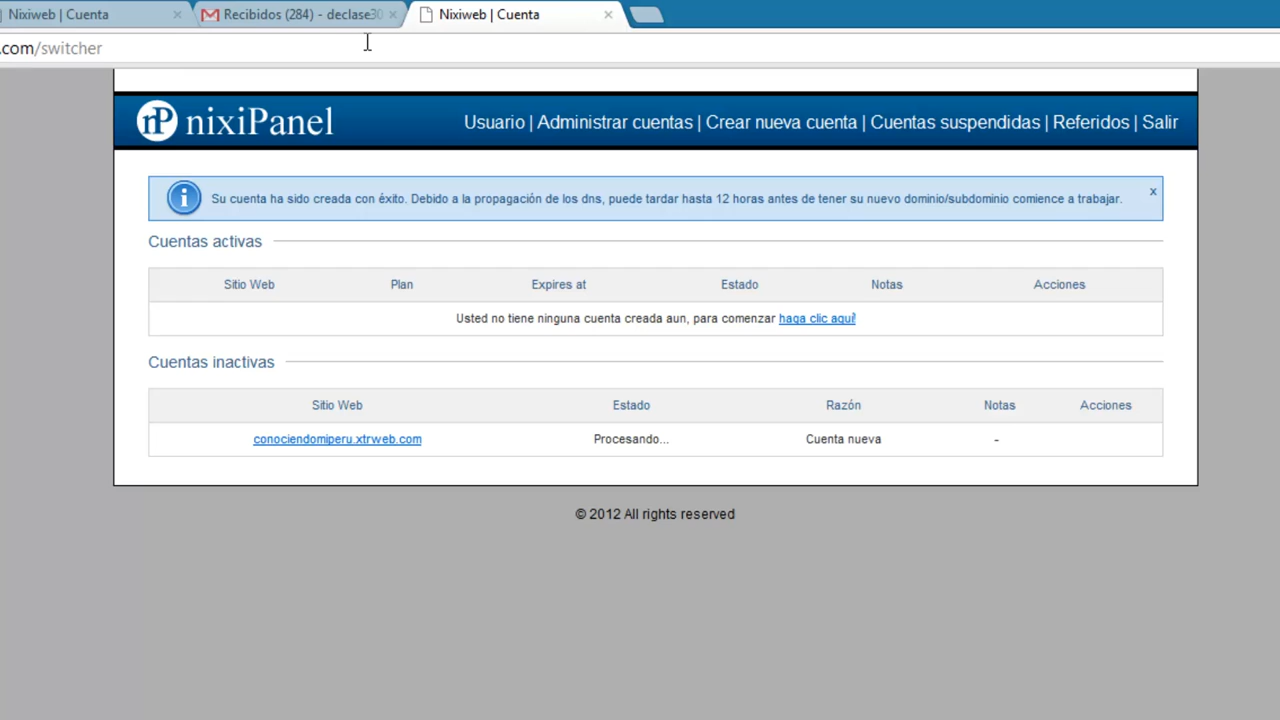 Nixiweb | Cuenta
Recibidos (284) - declase30
Nixiweb | Cuenta
.com/switcher
nP nixiPanel
Usuario | Administrar cuentas | Crear nueva cuenta | Cuentas suspendidas | Referidos | Salir
Su cuenta ha sido creada con éxito. Debido a la propagación de los dns, puede tardar hasta 12 horas antes de tener su nuevo dominio/subdominio comience a trabajar.
x
Cuentas activas
Sitio Web Plan Expires at Estado Notas Acciones
Usted no tiene ninguna cuenta creada aun, para comenzar haga clic aqui!
Cuentas inactivas
Sitio Web Estado Razón Notas Acciones
conociendomiperu.xtrweb.com Procesando... Cuenta nueva -
© 2012 All rights reserved